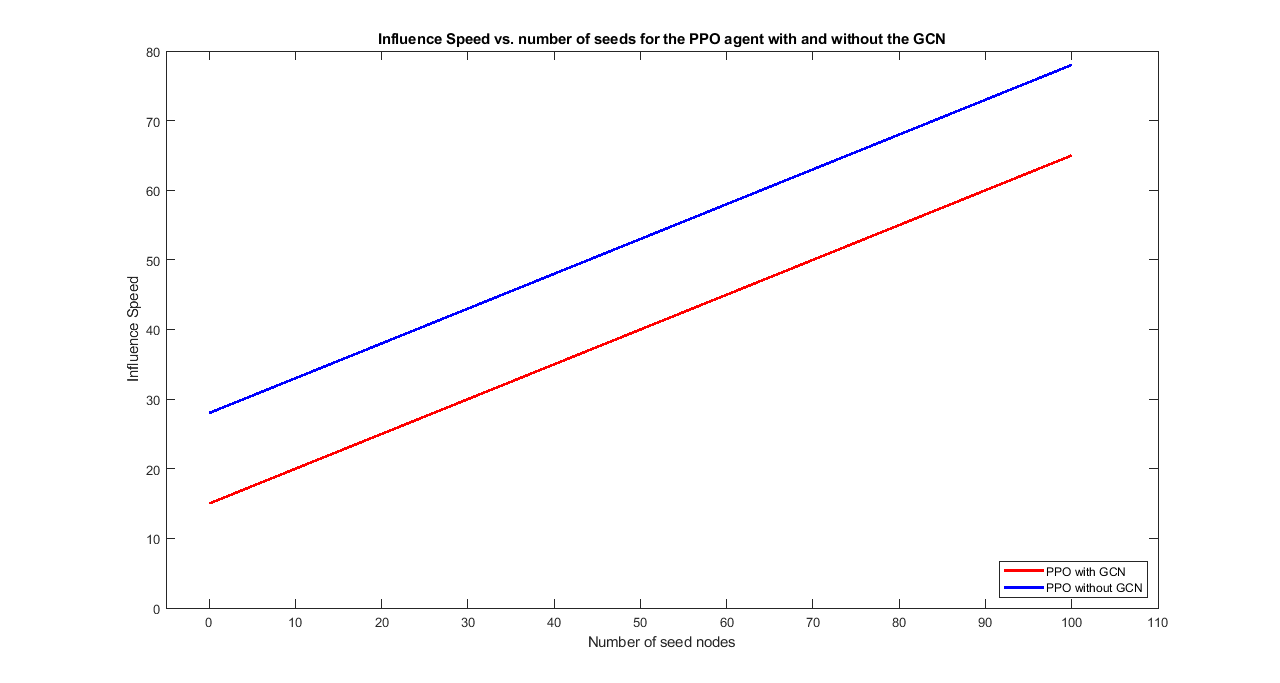 Influence Speed vs. number of seeds for the PPO agent with and without the GCN
80
70
60
50
40
30
20
10
0
Influence Speed
0 10 20 30 40 50 60 70 80 90 100 110
Number of seed nodes
PPO with GCN
PPO without GCN